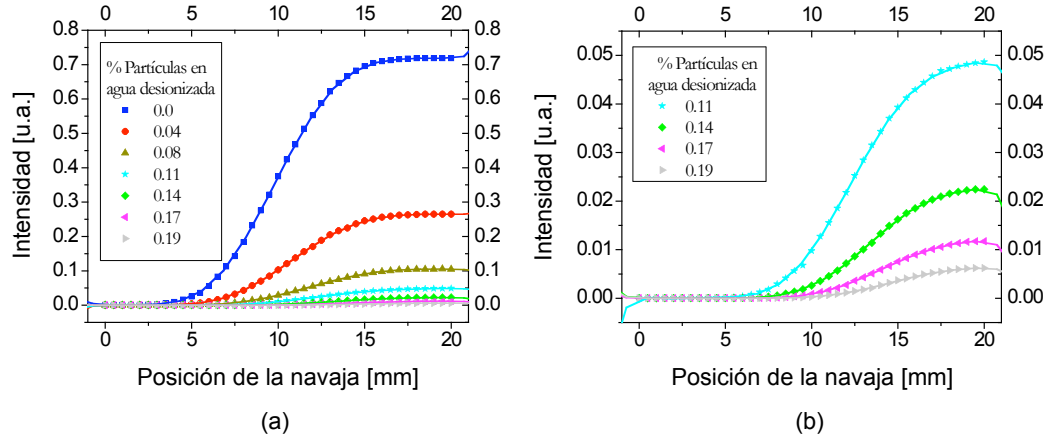 0 5 10 15 20
0.8 0.8
0.7 0.7
0.6 0.6
0.5 0.5
0.4 0.4
0.3 0.3
0.2 0.2
0.1 0.1
0.0 0.0
0 5 10 15 20
Intensidad [u.a.]
% Partículas en
agua desionizada
0.0
0.04
0.08
0.11
0.14
0.17
0.19
Posición de la navaja [mm]
(a)
0 5 10 15 20
0.05 0.05
0.04 0.04
0.03 0.03
0.02 0.02
0.01 0.01
0.00 0.00
0 5 10 15 20
Intensidad [u.a.]
% Partículas en
agua desionizada
0.11
0.14
0.17
0.19
Posición de la navaja [mm]
(b)